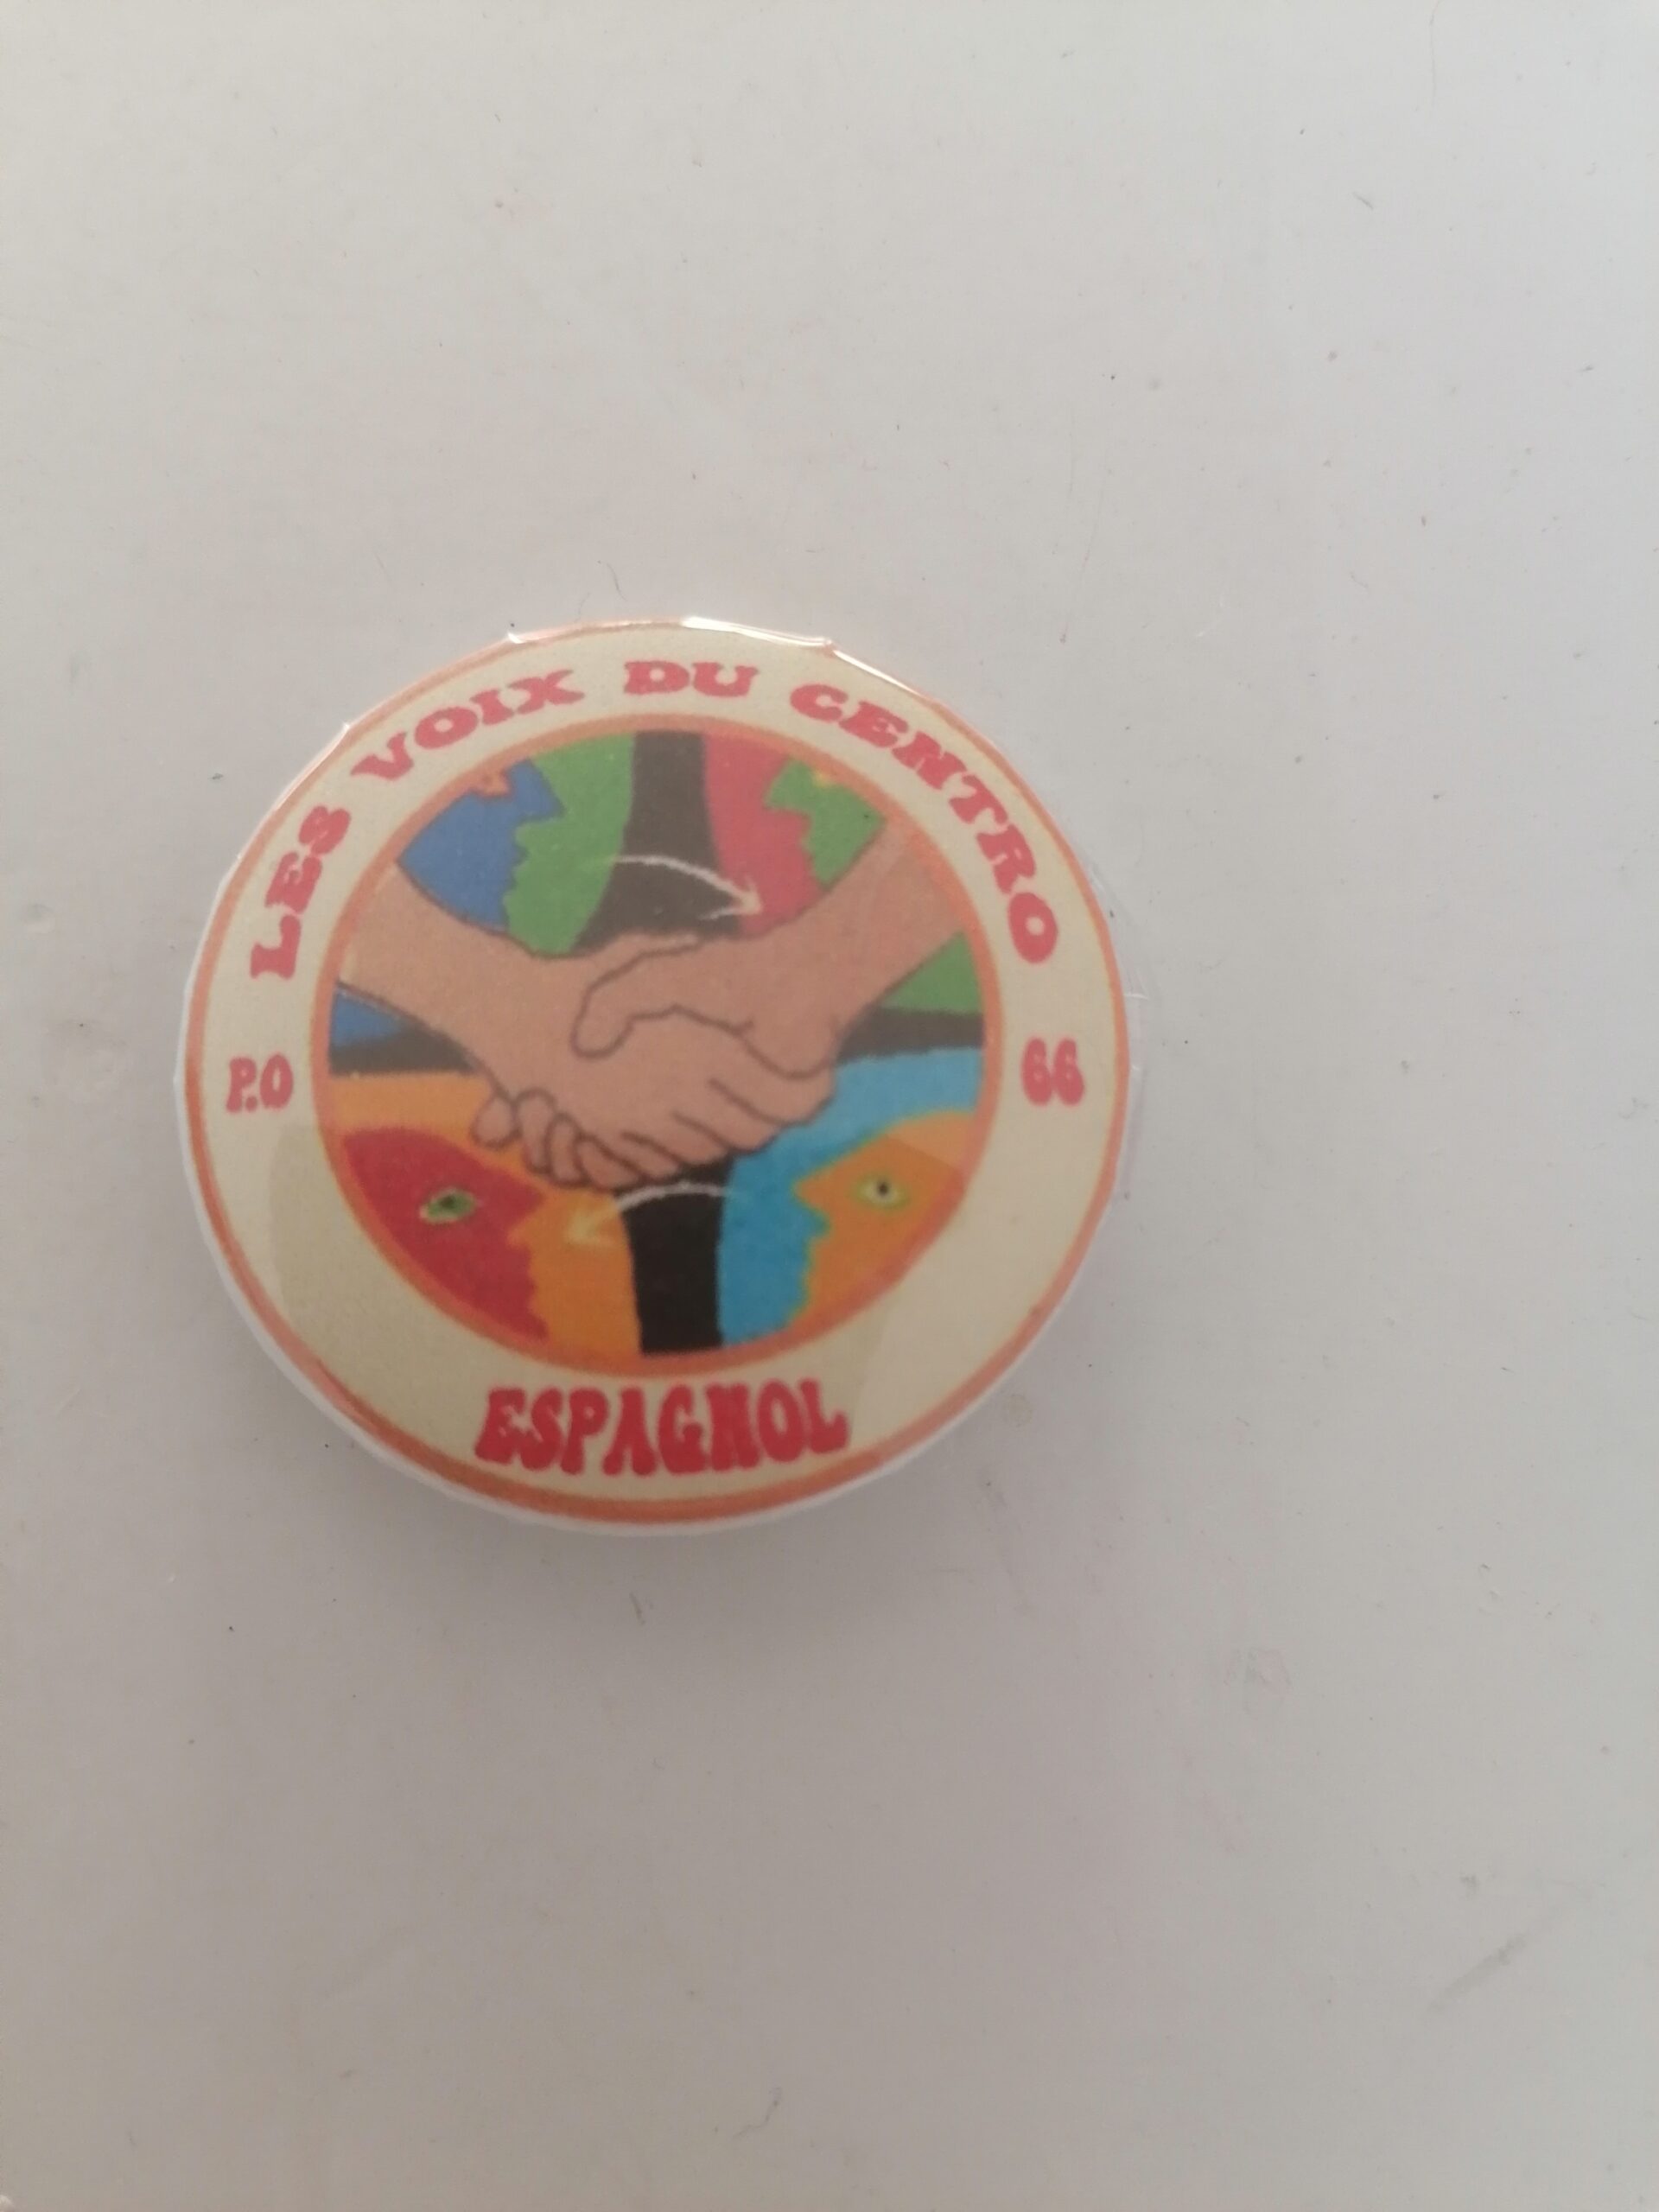 LES VOIX DU CENTRO
P.O
66
ESPAGNOL